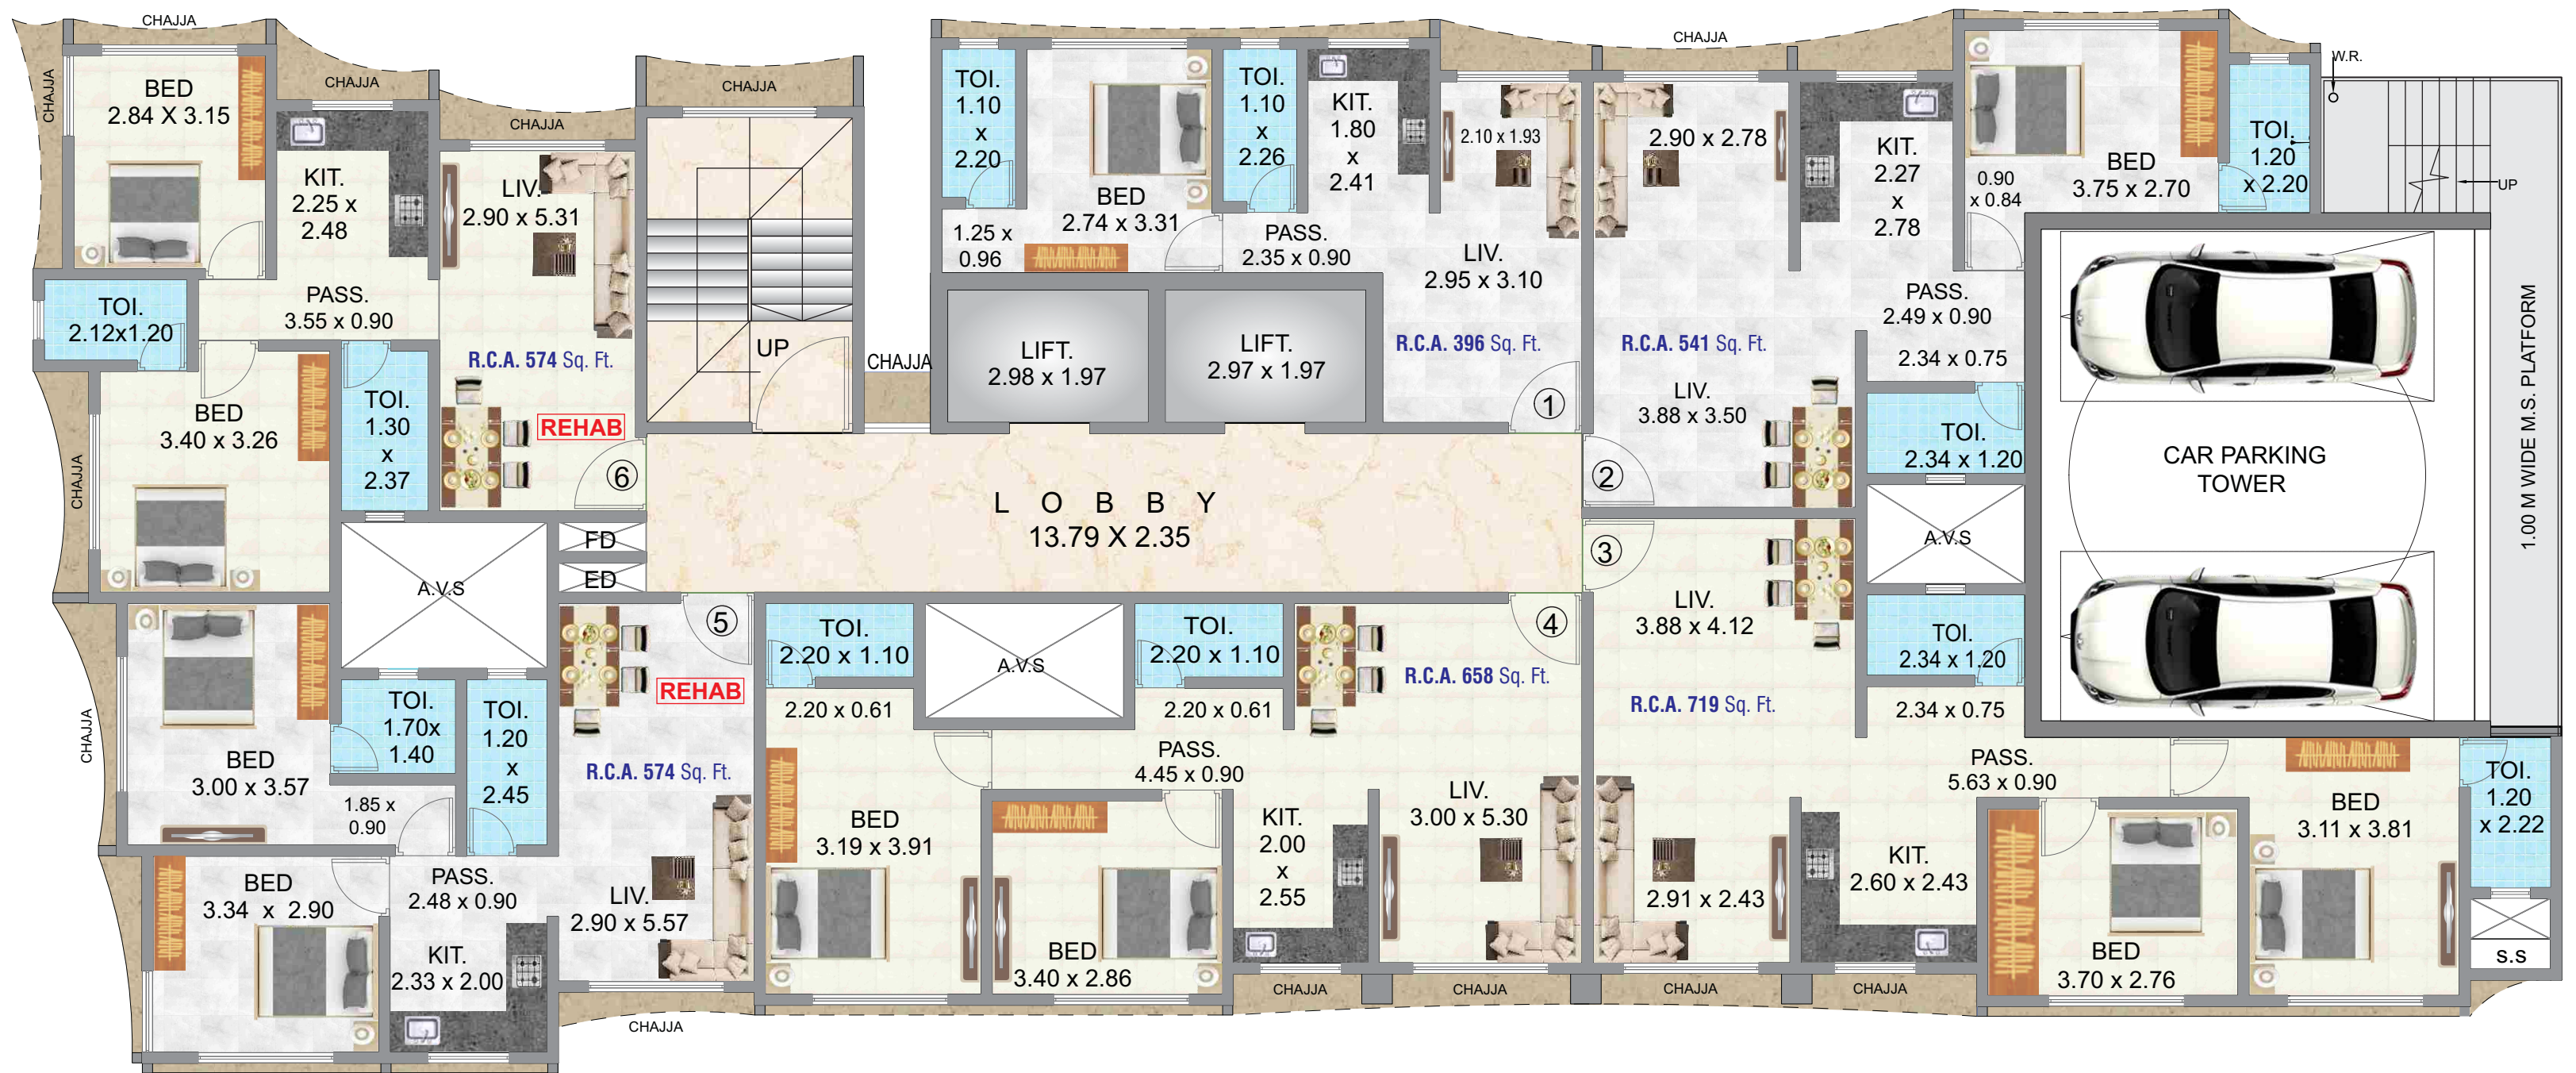 CHAJJA
CHAJJA
BED
2.84 X 3.15
CHAJJA
KIT.
2.25 x
2.48
CHAJJA
LIV.
2.90 x 5.31
CHAJJA
TOI.
2.12x1.20
PASS.
3.55 x 0.90
R.C.A. 574 Sq. Ft.
REHAB
6
BED
3.40 x 3.26
TOI.
1.30
x
2.37
CHAJJA
UP
CHAJJA
TOI.
1.10
x
2.20
BED
2.74 x 3.31
1.25 x
0.96
TOI.
1.10
x
2.26
KIT.
1.80
x
2.41
PASS.
2.35 x 0.90
2.10 x 1.93
LIV.
2.95 x 3.10
R.C.A. 396 Sq. Ft.
1
LIFT.
2.98 x 1.97
LIFT.
2.97 x 1.97
CHAJJA
2.90 x 2.78
KIT.
2.27
x
2.78
0.90
x 0.84
BED
3.75 x 2.70
TOI.
1.20
x 2.20
W.R.
UP
PASS.
2.49 x 0.90
2.34 x 0.75
R.C.A. 541 Sq. Ft.
LIV.
3.88 x 3.50
TOI.
2.34 x 1.20
2
CAR PARKING
TOWER
1.00 M WIDE M.S. PLATFORM
LOBBY
13.79 X 2.35
FD
ED
A.V.S
A.V.S
A.V.S
3
LIV.
3.88 x 4.12
TOI.
2.34 x 1.20
R.C.A. 719 Sq. Ft.
2.34 x 0.75
PASS.
5.63 x 0.90
2.91 x 2.43
KIT.
2.60 x 2.43
BED
3.70 x 2.76
BED
3.11 x 3.81
TOI.
1.20
x 2.22
S.S
CHAJJA
CHAJJA
4
TOI.
2.20 x 1.10
TOI.
2.20 x 1.10
R.C.A. 658 Sq. Ft.
2.20 x 0.61
2.20 x 0.61
PASS.
4.45 x 0.90
BED
3.19 x 3.91
BED
3.40 x 2.86
KIT.
2.00
x
2.55
LIV.
3.00 x 5.30
CHAJJA
CHAJJA
5
REHAB
R.C.A. 574 Sq. Ft.
CHAJJA
BED
3.00 x 3.57
TOI.
1.70x
1.40
TOI.
1.20
x
2.45
1.85 x
0.90
BED
3.34 x 2.90
PASS.
2.48 x 0.90
KIT.
2.33 x 2.00
LIV.
2.90 x 5.57
CHAJJA